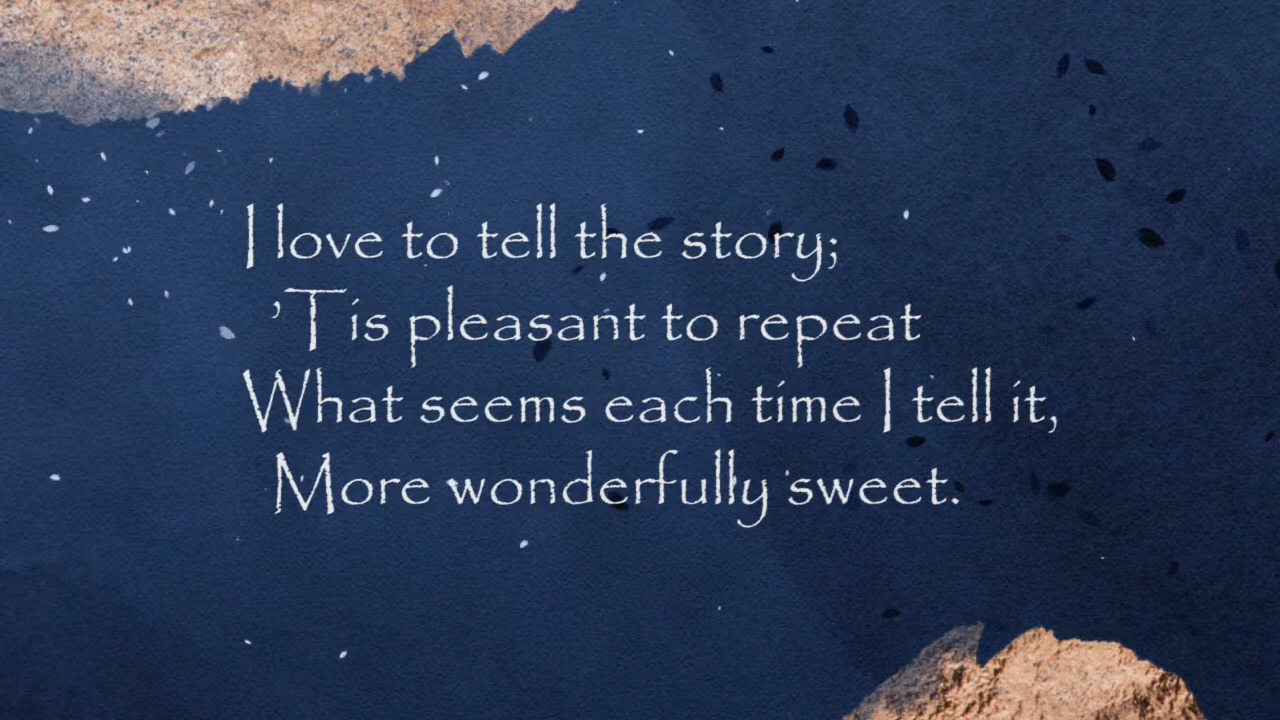 I love to tell the story;
’Tis pleasant to repeat
What seems each time I tell it,
More wonderfully sweet.